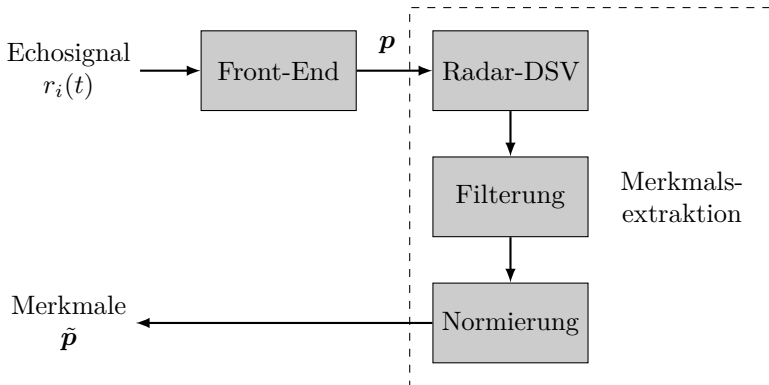 Echosignal
r_i(t)
Front-End
p
Radar-DSV
Filterung
Merkmals-
extraktion
Merkmale
p̃
Normierung